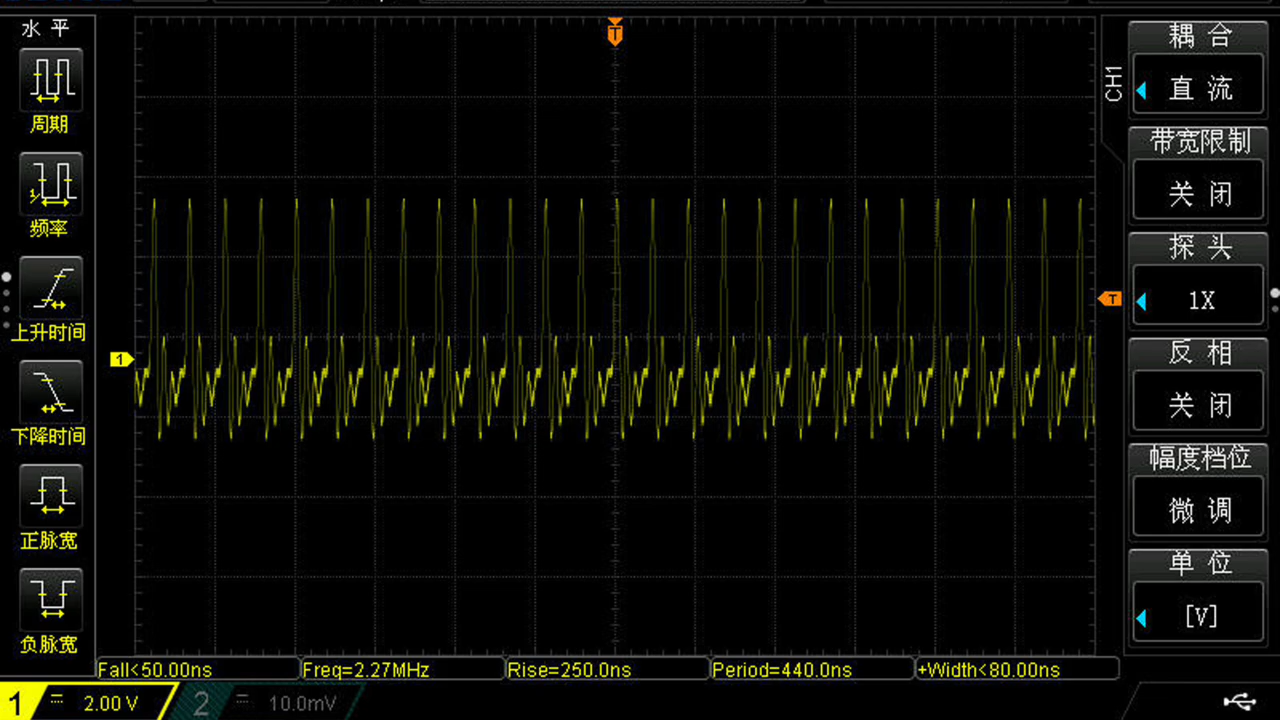 水 平
周期
频率
上升时间
下降时间
正脉宽
负脉宽
T
1
T
CH1
耦 合
直 流
带宽限制
关 闭
探 头
1X
反 相
关 闭
幅度档位
微 调
单 位
[V]
Fall<50.00ns
Freq=2.27MHz
Rise=250.0ns
Period=440.0ns
+Width<80.00ns
1 2.00 V
2 10.0mV